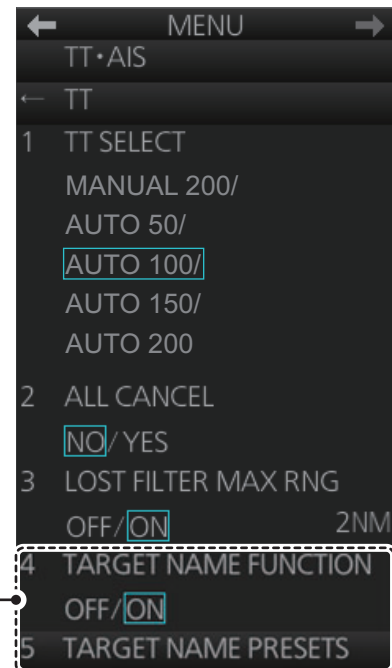 ← MENU →
TT•AIS
← TT
1 TT SELECT
MANUAL 200/
AUTO 50/
AUTO 100/
AUTO 150/
AUTO 200
2 ALL CANCEL
NO/YES
3 LOST FILTER MAX RNG
OFF/ON 2NM
4 TARGET NAME FUNCTION
OFF/ON
5 TARGET NAME PRESETS